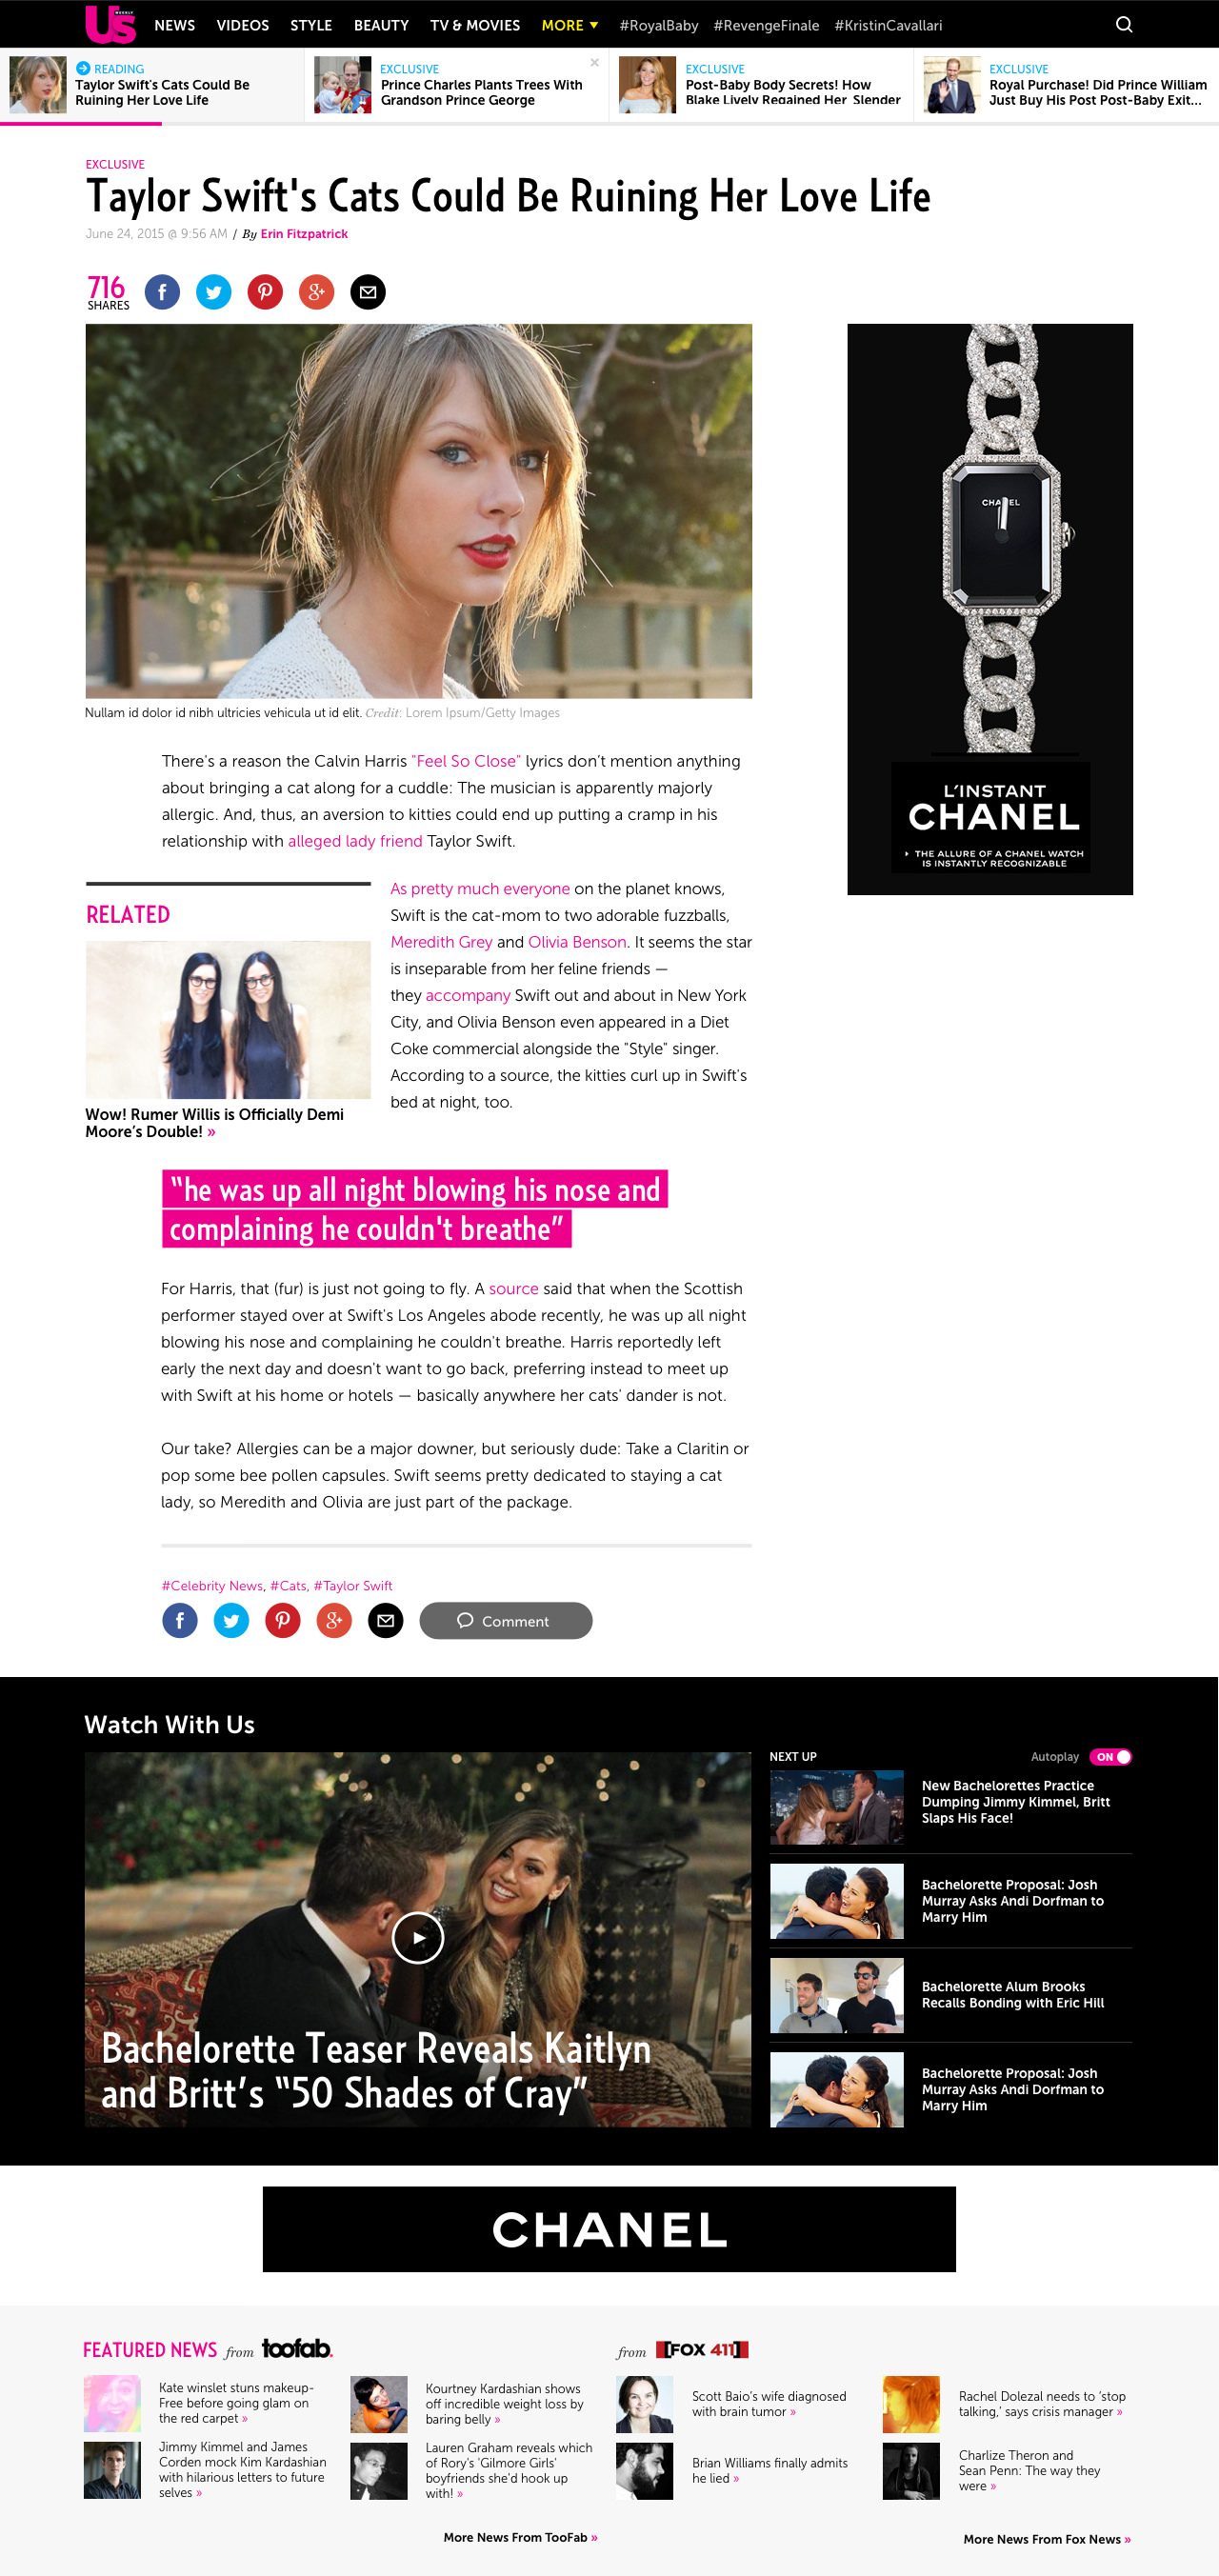 Us
WEEKLY
NEWS VIDEOS STYLE BEAUTY TV & MOVIES MORE #RoyalBaby #RevengeFinale #KristinCavallari
READING
Taylor Swift's Cats Could Be
Ruining Her Love Life
EXCLUSIVE
Prince Charles Plants Trees With
Grandson Prince George
EXCLUSIVE
Post-Baby Body Secrets! How
Blake Lively Regained Her Slender
EXCLUSIVE
Royal Purchase! Did Prince William
Just Buy His Post Post-Baby Exit...
EXCLUSIVE
Taylor Swift's Cats Could Be Ruining Her Love Life
June 24, 2015 @ 9:56 AM / By Erin Fitzpatrick
716
SHARES
Nullam id dolor id nibh ultricies vehicula ut id elit. Credit: Lorem Ipsum/Getty Images
CHANEL
L'INSTANT
CHANEL
THE ALLURE OF A CHANEL WATCH
IS INSTANTLY RECOGNIZABLE
There's a reason the Calvin Harris "Feel So Close" lyrics don’t mention anything
about bringing a cat along for a cuddle: The musician is apparently majorly
allergic. And, thus, an aversion to kitties could end up putting a cramp in his
relationship with alleged lady friend Taylor Swift.
RELATED
Wow! Rumer Willis is Officially Demi
Moore’s Double! »
As pretty much everyone on the planet knows,
Swift is the cat-mom to two adorable fuzzballs,
Meredith Grey and Olivia Benson. It seems the star
is inseparable from her feline friends —
they accompany Swift out and about in New York
City, and Olivia Benson even appeared in a Diet
Coke commercial alongside the "Style" singer.
According to a source, the kitties curl up in Swift's
bed at night, too.
“he was up all night blowing his nose and
complaining he couldn't breathe”
For Harris, that (fur) is just not going to fly. A source said that when the Scottish
performer stayed over at Swift's Los Angeles abode recently, he was up all night
blowing his nose and complaining he couldn't breathe. Harris reportedly left
early the next day and doesn't want to go back, preferring instead to meet up
with Swift at his home or hotels — basically anywhere her cats' dander is not.
Our take? Allergies can be a major downer, but seriously dude: Take a Claritin or
pop some bee pollen capsules. Swift seems pretty dedicated to staying a cat
lady, so Meredith and Olivia are just part of the package.
#Celebrity News, #Cats, #Taylor Swift
Comment
Watch With Us
Bachelorette Teaser Reveals Kaitlyn
and Britt’s “50 Shades of Cray”
NEXT UP
Autoplay ON
New Bachelorettes Practice
Dumping Jimmy Kimmel, Britt
Slaps His Face!
Bachelorette Proposal: Josh
Murray Asks Andi Dorfman to
Marry Him
Bachelorette Alum Brooks
Recalls Bonding with Eric Hill
Bachelorette Proposal: Josh
Murray Asks Andi Dorfman to
Marry Him
CHANEL
FEATURED NEWS from toofab.
Kate winslet stuns makeup-
Free before going glam on
the red carpet »
Kourtney Kardashian shows
off incredible weight loss by
baring belly »
Jimmy Kimmel and James
Corden mock Kim Kardashian
with hilarious letters to future
selves »
Lauren Graham reveals which
of Rory's 'Gilmore Girls'
boyfriends she'd hook up
with! »
More News From TooFab »
from [FOX 411]
Scott Baio’s wife diagnosed
with brain tumor »
Rachel Dolezal needs to ‘stop
talking,' says crisis manager »
Brian Williams finally admits
he lied »
Charlize Theron and
Sean Penn: The way they
were »
More News From Fox News »